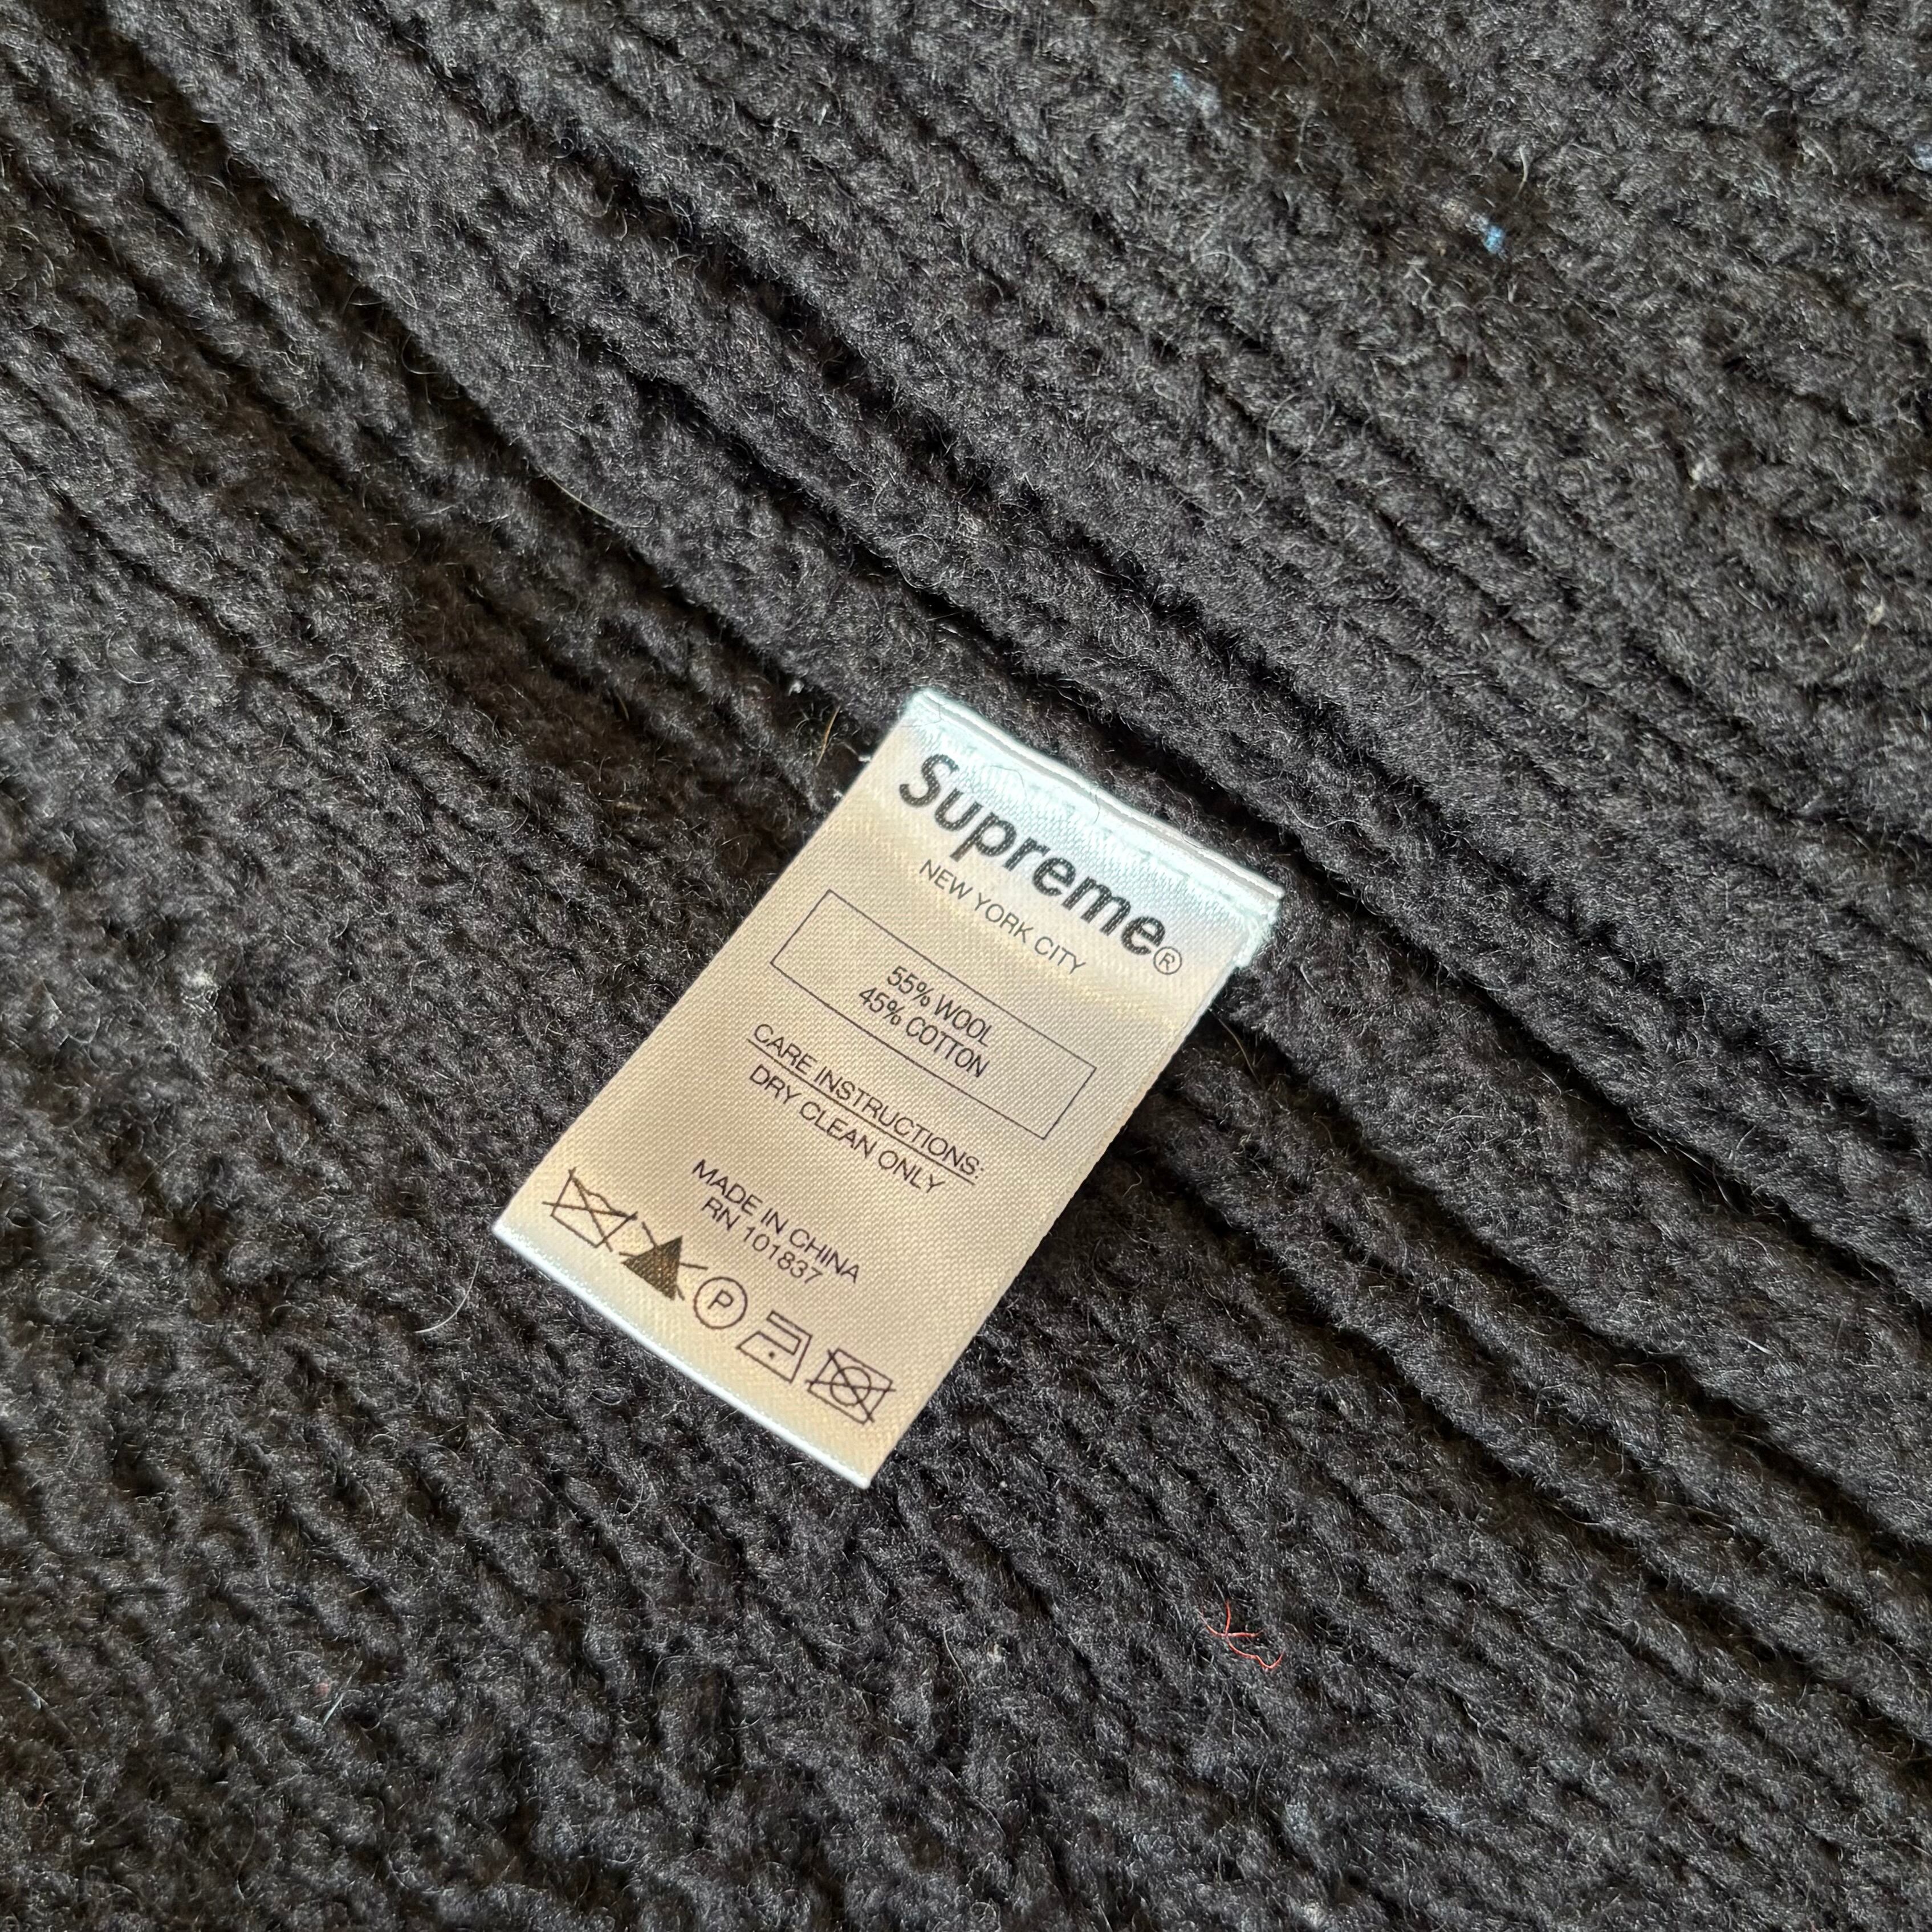 Supreme®
NEW YORK CITY
55% WOOL
45% COTTON
CARE INSTRUCTIONS:
DRY CLEAN ONLY
MADE IN CHINA
RN 101837
P